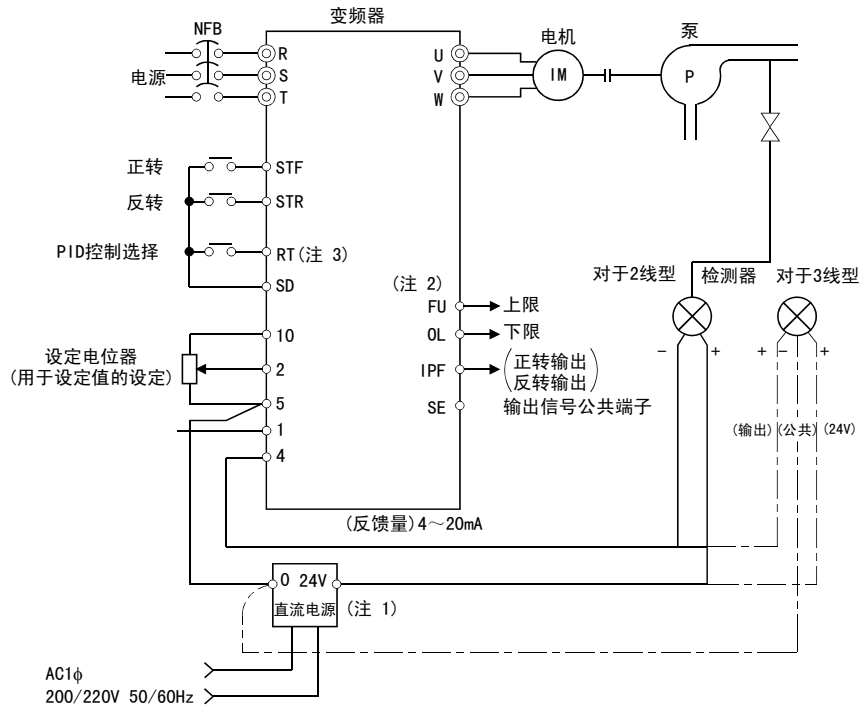 变频器
NFB
电源
R
S
T
U
V
W
电机
IM
泵
P
正转
STF
反转
STR
PID控制选择
RT(注 3)
SD
(注 2)
FU
上限
OL
下限
IPF
(正转输出
反转输出)
SE
输出信号公共端子
对于2线型
检测器
对于3线型
- +
+ - +
(输出)(公共)(24V)
设定电位器
(用于设定值的设定)
10
2
5
1
4
(反馈量)4～20mA
0 24V
直流电源
(注 1)
AC1φ
200/220V 50/60Hz